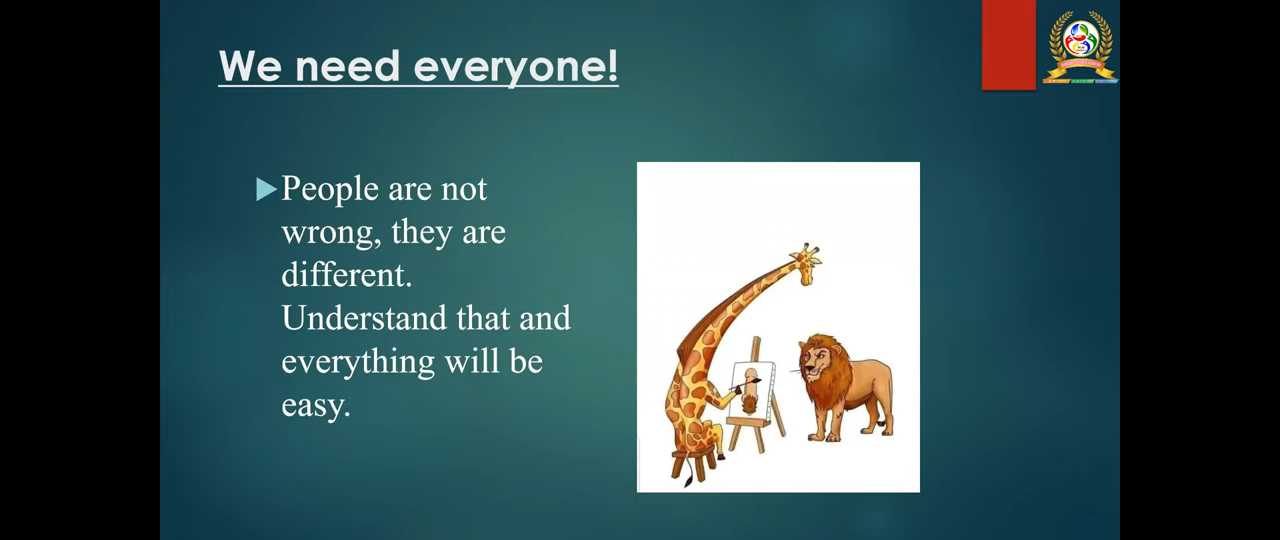 We need everyone!
People are not
wrong, they are
different.
Understand that and
everything will be
easy.